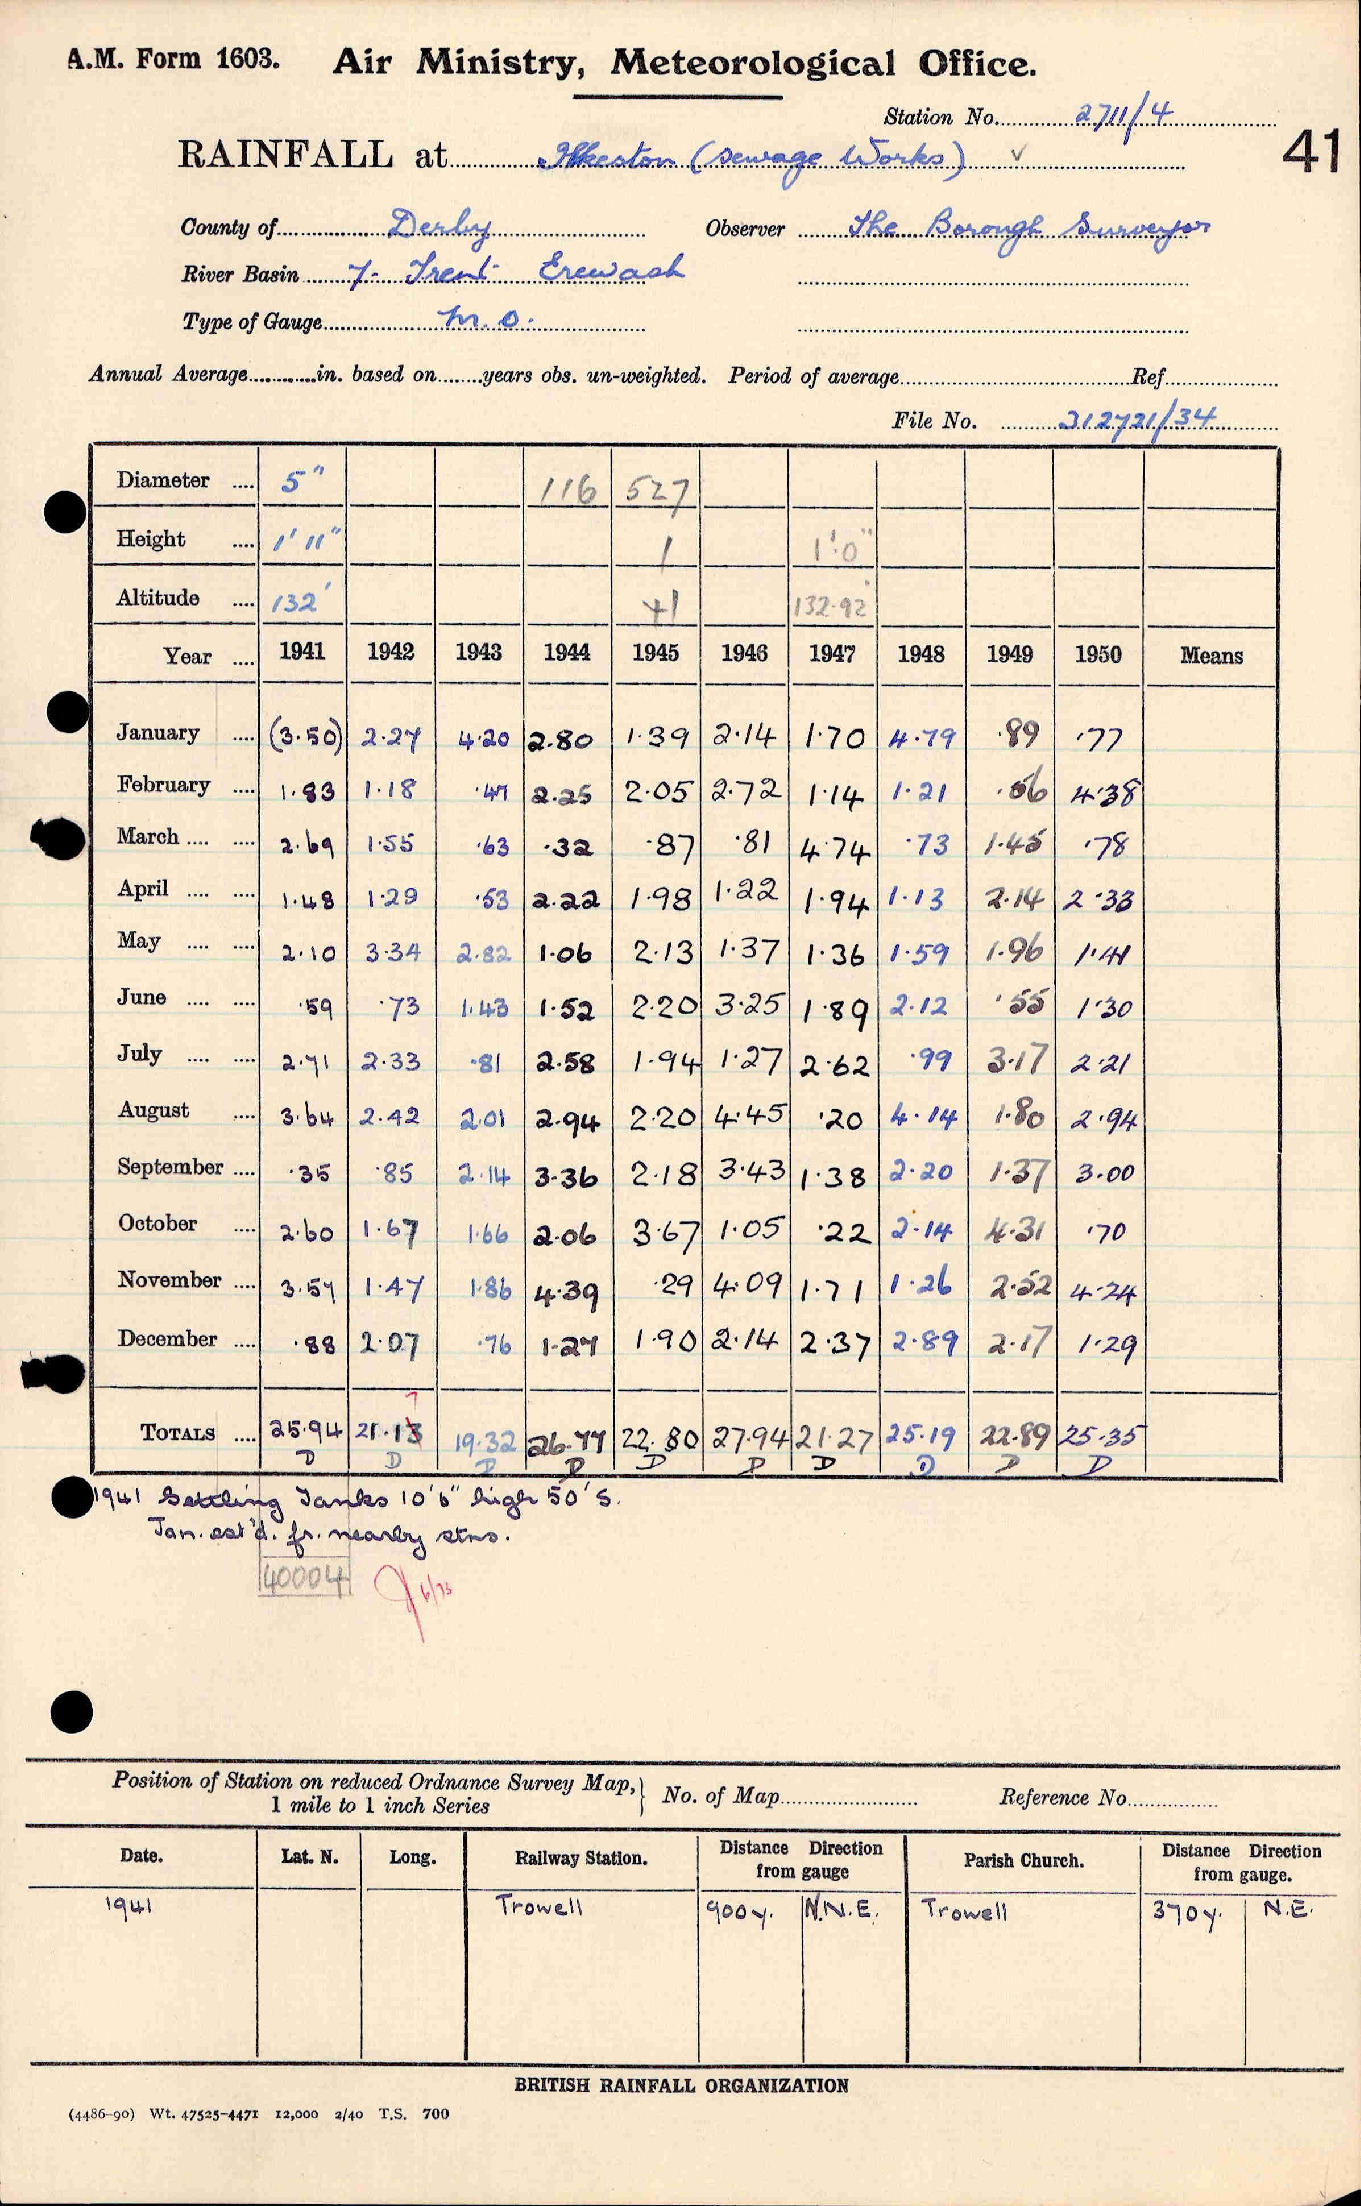 A.M. Form 1603. Air Ministry, Meteorological Office.
Station No. 2711/4
41
RAINFALL at Ilkeston (Sewage Works) ✓
County of Derby Observer The Borough Surveyor
River Basin 7- Trent Erewash
Type of Gauge M.O.
Annual Average............in. based on........years obs. un-weighted. Period of average.......... Ref..........
File No. 312721/34
Diameter .... 5" 116 527
Height .... 1' 11" 1 1'0"
Altitude .... 132' 41 132.92'
Year .... 1941 1942 1943 1944 1945 1946 1947 1948 1949 1950 Means
January .... (3.50) 2.27 4.20 2.80 1.39 2.14 1.70 4.79 .89 .77
February .... 1.83 1.18 .47 2.25 2.05 2.72 1.14 1.21 .56 4.38
March .... .... 2.69 1.55 .63 .32 .87 .81 4.74 .73 1.45 .78
April .... .... 1.48 1.29 .53 2.22 1.98 1.22 1.94 1.13 2.14 2.33
May .... .... 2.10 3.34 2.82 1.06 2.13 1.37 1.36 1.59 1.96 1.41
June .... .... .59 .73 1.43 1.52 2.20 3.25 1.89 2.12 .55 1.30
July .... .... 2.71 2.33 .81 2.58 1.94 1.27 2.62 .99 3.17 2.21
August .... 3.64 2.42 2.01 2.94 2.20 4.45 .20 4.14 1.80 2.94
September .... .35 .85 2.14 3.36 2.18 3.43 1.38 2.20 1.37 3.00
October .... 2.60 1.67 1.66 2.06 3.67 1.05 .22 2.14 4.31 .70
November .... 3.57 1.47 1.86 4.39 .29 4.09 1.71 1.26 2.52 4.24
December .... .88 2.07 .76 1.27 1.90 2.14 2.37 2.89 2.17 1.29
7
TOTALS .... 25.94 21.13 19.32 26.77 22.80 27.94 21.27 25.19 22.89 25.35
D D D D D D D D D D
1941 Settling Tanks 10'6" high 50'S.
Jan. est'd. fr. nearby stns.
40004 6/73
Position of Station on reduced Ordnance Survey Map, } No. of Map.......... Reference No..........
1 mile to 1 inch Series
Date. Lat. N. Long. Railway Station. Distance from gauge Direction Parish Church. Distance from gauge. Direction
1941 Trowell 900y. N.N.E. Trowell 370y. N.E.
BRITISH RAINFALL ORGANIZATION
(4486-90) Wt. 47525-4471 12,000 2/40 T.S. 700